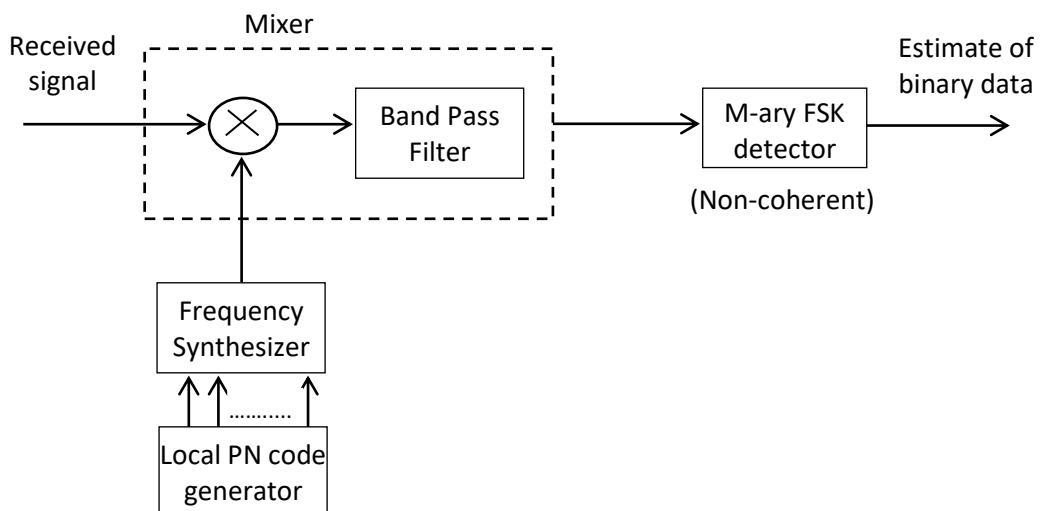 Mixer
Received
signal
Band Pass
Filter
M-ary FSK
detector
(Non-coherent)
Estimate of
binary data
Frequency
Synthesizer
...........
Local PN code
generator